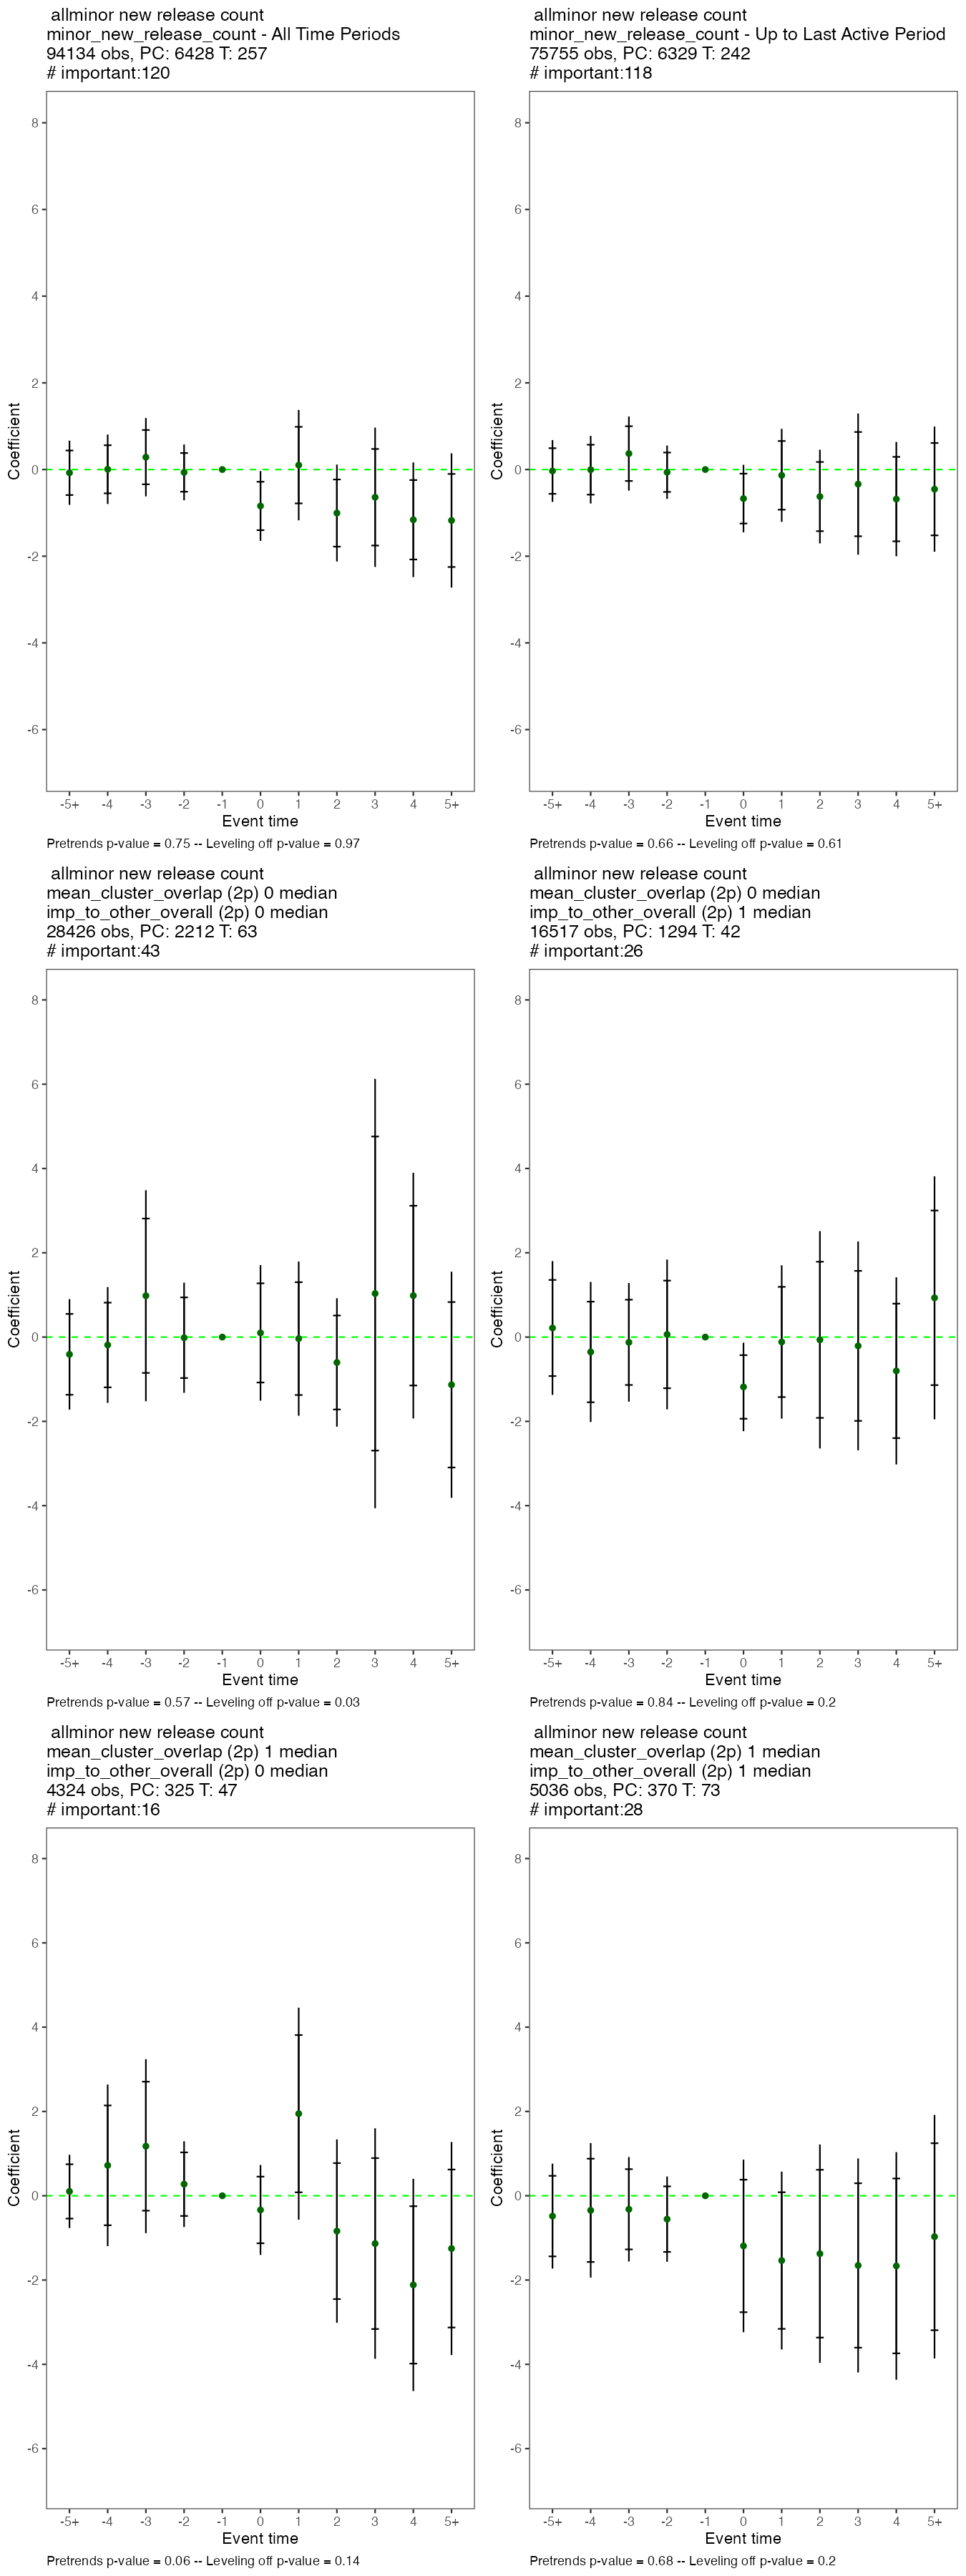 allminor new release count
minor_new_release_count - All Time Periods
94134 obs, PC: 6428 T: 257
# important:120
Coefficient
8
6
4
2
0
-2
-4
-6
-5+ -4 -3 -2 -1 0 1 2 3 4 5+
Event time
Pretrends p-value = 0.75 -- Leveling off p-value = 0.97
allminor new release count
minor_new_release_count - Up to Last Active Period
75755 obs, PC: 6329 T: 242
# important:118
Coefficient
8
6
4
2
0
-2
-4
-6
-5+ -4 -3 -2 -1 0 1 2 3 4 5+
Event time
Pretrends p-value = 0.66 -- Leveling off p-value = 0.61
allminor new release count
mean_cluster_overlap (2p) 0 median
imp_to_other_overall (2p) 0 median
28426 obs, PC: 2212 T: 63
# important:43
Coefficient
8
6
4
2
0
-2
-4
-6
-5+ -4 -3 -2 -1 0 1 2 3 4 5+
Event time
Pretrends p-value = 0.57 -- Leveling off p-value = 0.03
allminor new release count
mean_cluster_overlap (2p) 0 median
imp_to_other_overall (2p) 1 median
16517 obs, PC: 1294 T: 42
# important:26
Coefficient
8
6
4
2
0
-2
-4
-6
-5+ -4 -3 -2 -1 0 1 2 3 4 5+
Event time
Pretrends p-value = 0.84 -- Leveling off p-value = 0.2
allminor new release count
mean_cluster_overlap (2p) 1 median
imp_to_other_overall (2p) 0 median
4324 obs, PC: 325 T: 47
# important:16
Coefficient
8
6
4
2
0
-2
-4
-6
-5+ -4 -3 -2 -1 0 1 2 3 4 5+
Event time
Pretrends p-value = 0.06 -- Leveling off p-value = 0.14
allminor new release count
mean_cluster_overlap (2p) 1 median
imp_to_other_overall (2p) 1 median
5036 obs, PC: 370 T: 73
# important:28
Coefficient
8
6
4
2
0
-2
-4
-6
-5+ -4 -3 -2 -1 0 1 2 3 4 5+
Event time
Pretrends p-value = 0.68 -- Leveling off p-value = 0.2